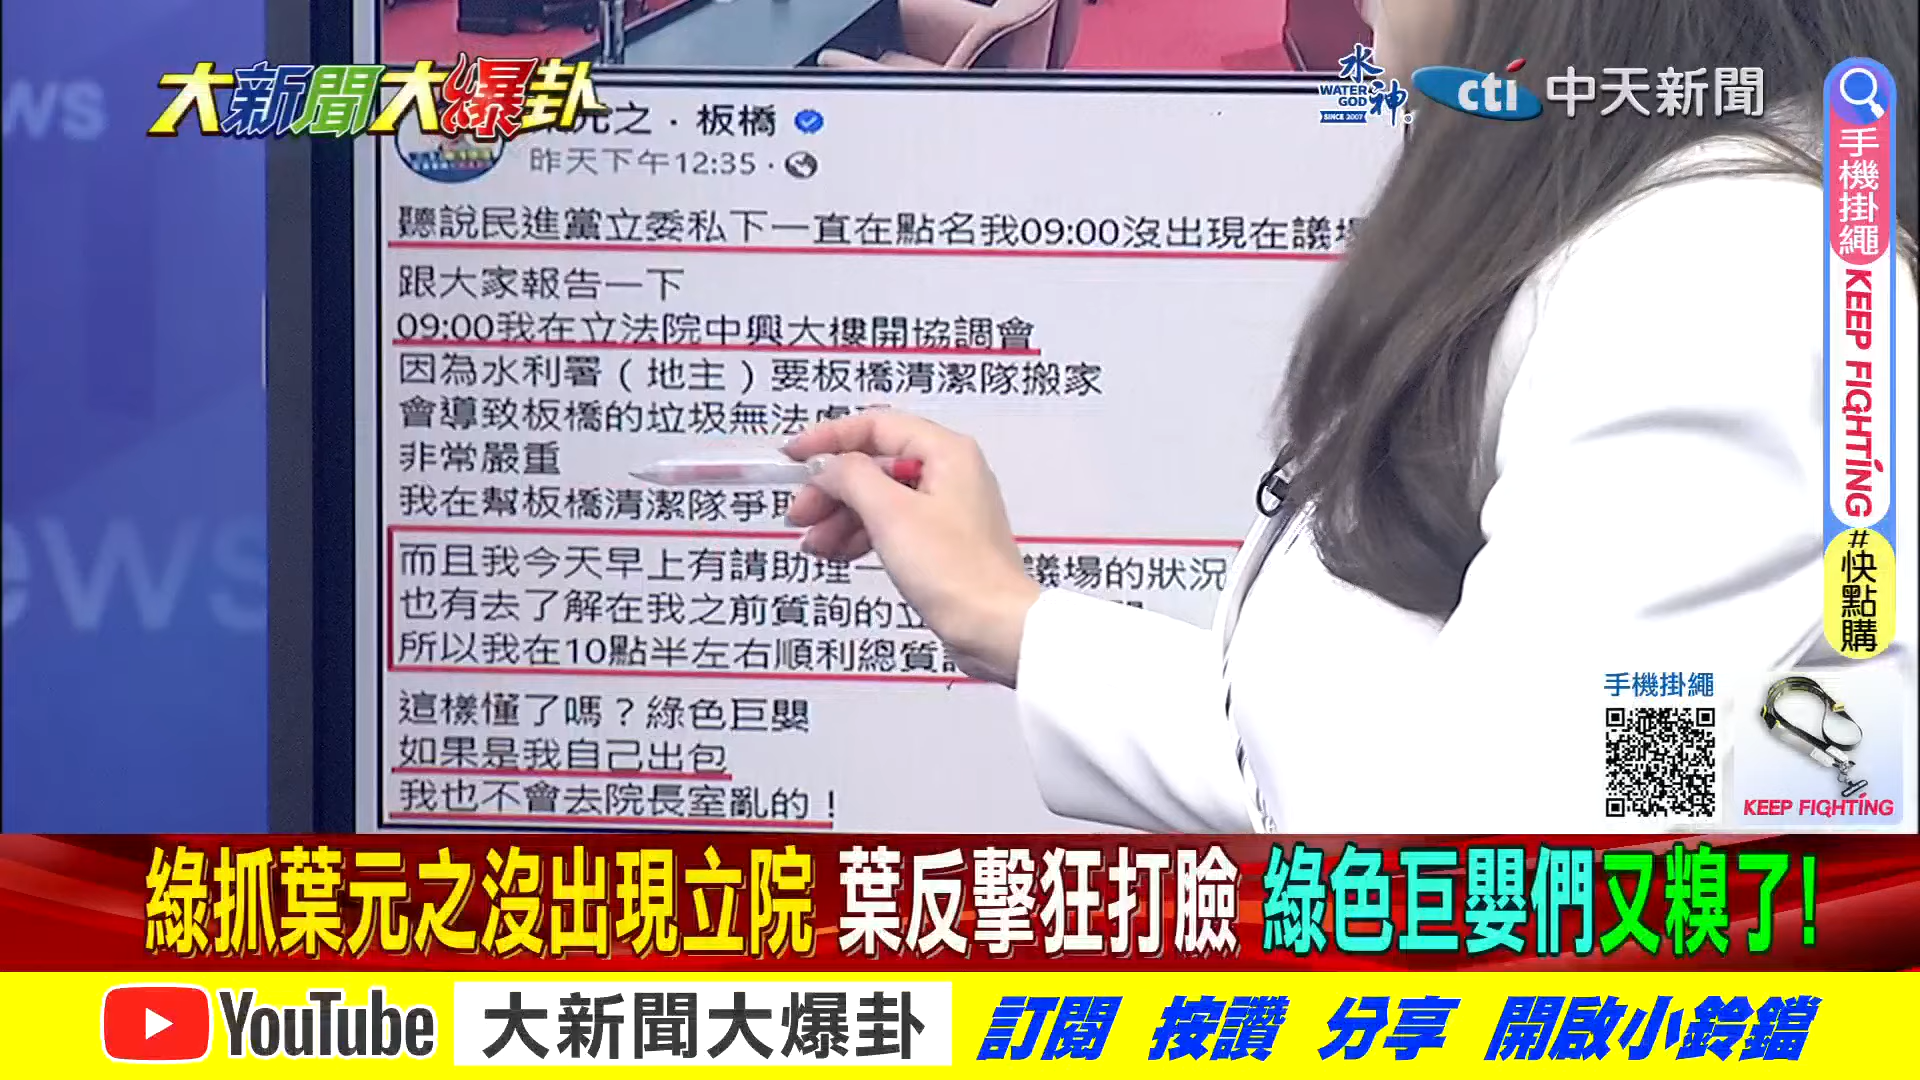 ws
ews
大新聞大爆卦
水神
WATER
GOD
SINCE 2007
cti 中天新聞
元之·板橋
昨天下午12:35·
聽說民進黨立委私下一直在點名我09:00沒出現在議場
跟大家報告一下
09:00我在立法院中興大樓開協調會
因為水利署（地主）要板橋清潔隊搬家
會導致板橋的垃圾無法處理
非常嚴重
我在幫板橋清潔隊爭取
而且我今天早上有請助理一 議場的狀況
也有去了解在我之前質詢的立
所以我在10點半左右順利總質詢
這樣懂了嗎？綠色巨嬰
如果是我自己出包
我也不會去院長室亂的！
手機掛繩
KEEP FIGHTING
#快點購
手機掛繩
KEEP FIGHTING
綠抓葉元之沒出現立院 葉反擊狂打臉 綠色巨嬰們又糗了!
YouTube 大新聞大爆卦 訂閱 按讚 分享 開啟小鈴鐺